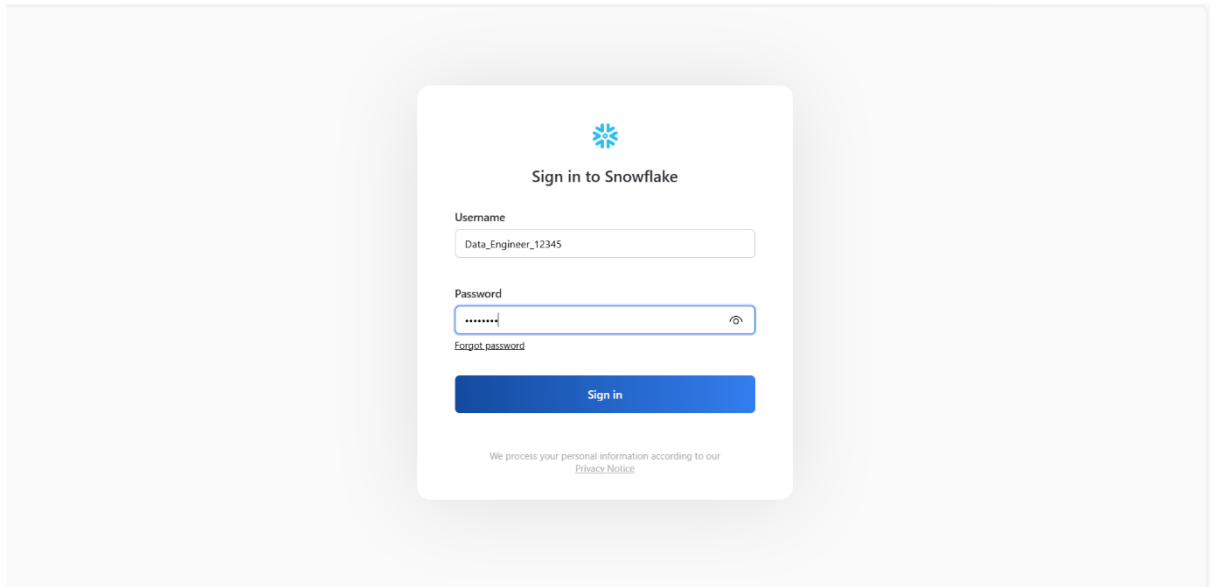 Sign in to Snowflake
Username
Data_Engineer_12345
Password
••••••••
Forgot password
Sign in
We process your personal information according to our
Privacy Notice